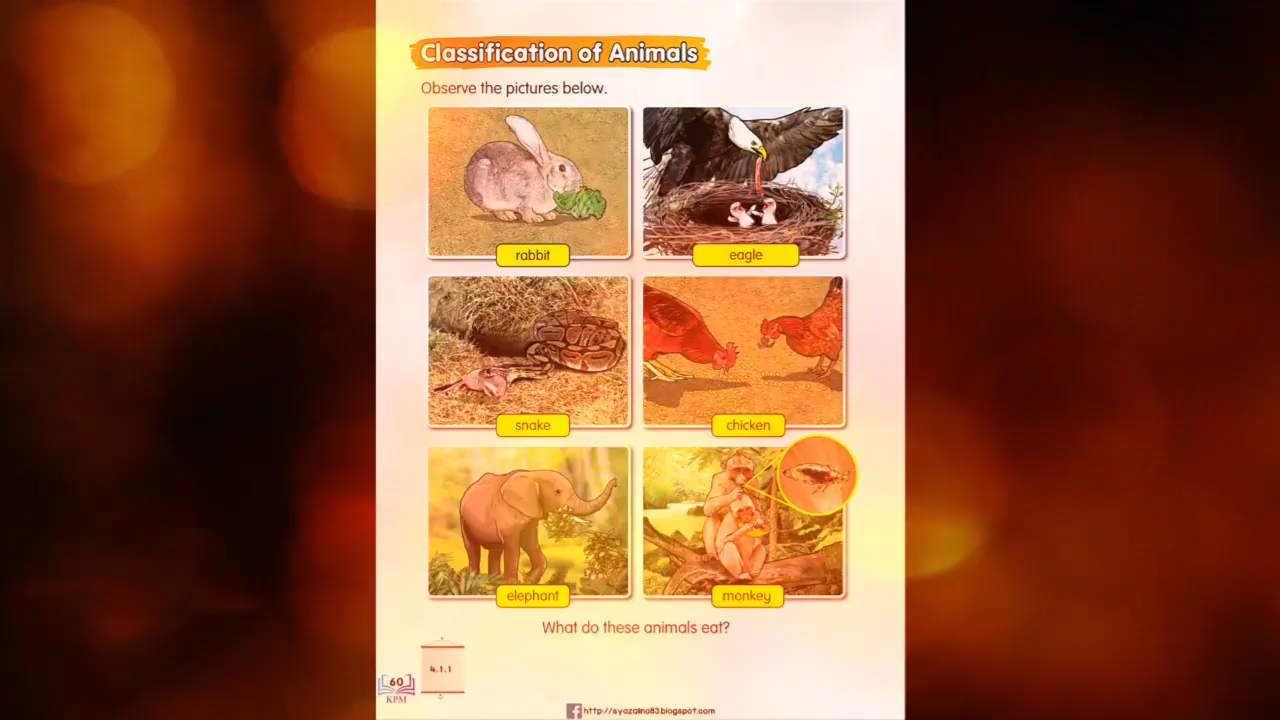 Classification of Animals
Observe the pictures below.
rabbit
eagle
snake
chicken
elephant
monkey
What do these animals eat?
4.1.1
60
KPM
http://syazalina83.blogspot.com